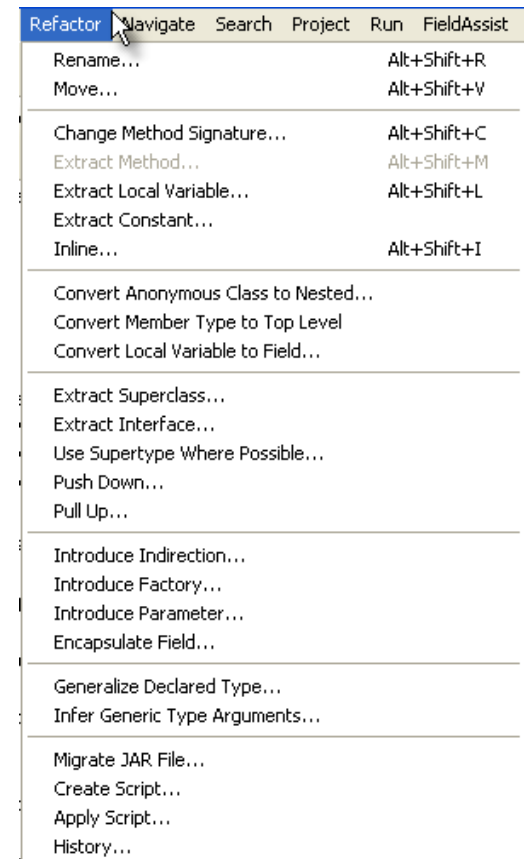 Refactor Navigate Search Project Run FieldAssist
Rename... Alt+Shift+R
Move... Alt+Shift+V
Change Method Signature... Alt+Shift+C
Extract Method... Alt+Shift+M
Extract Local Variable... Alt+Shift+L
Extract Constant...
Inline... Alt+Shift+I
Convert Anonymous Class to Nested...
Convert Member Type to Top Level
Convert Local Variable to Field...
Extract Superclass...
Extract Interface...
Use Supertype Where Possible...
Push Down...
Pull Up...
Introduce Indirection...
Introduce Factory...
Introduce Parameter...
Encapsulate Field...
Generalize Declared Type...
Infer Generic Type Arguments...
Migrate JAR File...
Create Script...
Apply Script...
History...